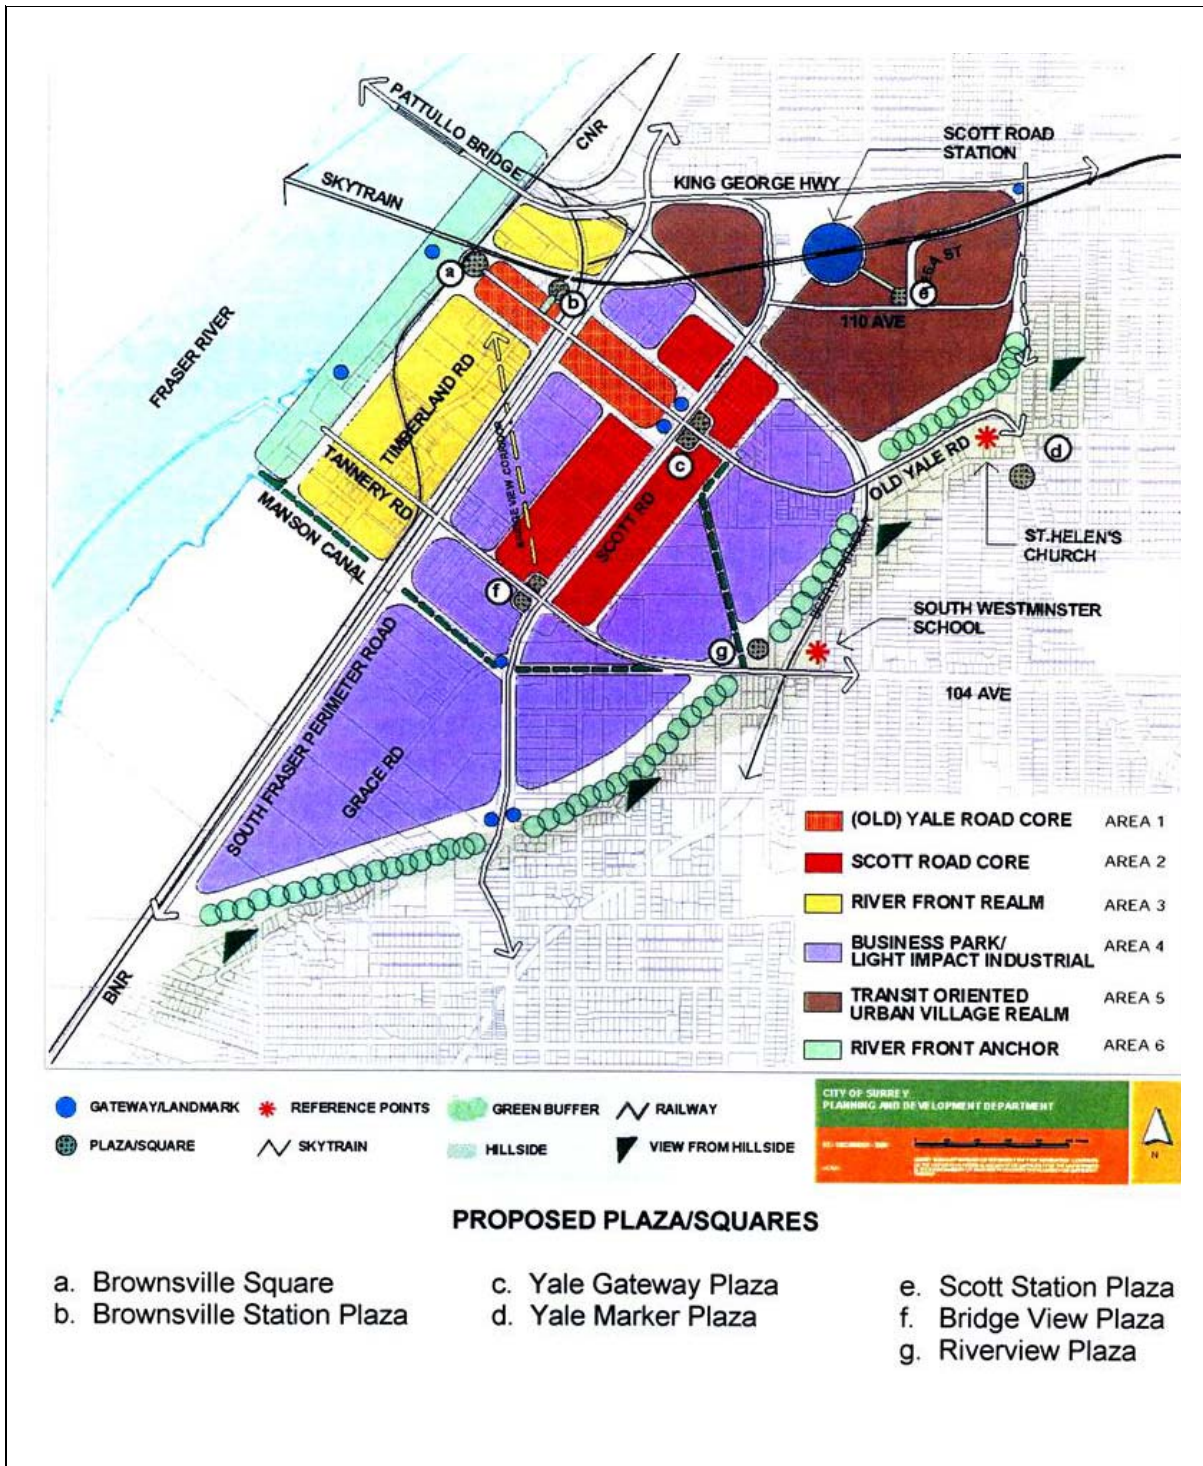 PATTULLO BRIDGE
CNR
SCOTT ROAD
STATION
SKYTRAIN
KING GEORGE HWY
a
b
e
ST
110 AVE
FRASER RIVER
TIMBERLAND RD
TANNERY RD
MANSON CANAL
VIEW CORRIDOR
c
SCOTT RD
OLD YALE RD
d
ST.HELEN'S
CHURCH
f
SOUTH WESTMINSTER
SCHOOL
g
104 AVE
SOUTH FRASER PERIMETER ROAD
GRACE RD
BNR
(OLD) YALE ROAD CORE AREA 1
SCOTT ROAD CORE AREA 2
RIVER FRONT REALM AREA 3
BUSINESS PARK/
LIGHT IMPACT INDUSTRIAL AREA 4
TRANSIT ORIENTED
URBAN VILLAGE REALM AREA 5
RIVER FRONT ANCHOR AREA 6
GATEWAY/LANDMARK REFERENCE POINTS GREEN BUFFER RAILWAY
PLAZA/SQUARE SKYTRAIN HILLSIDE VIEW FROM HILLSIDE
CITY OF SURREY
PLANNING AND DEVELOPMENT DEPARTMENT
N
PROPOSED PLAZA/SQUARES
a. Brownsville Square c. Yale Gateway Plaza e. Scott Station Plaza
b. Brownsville Station Plaza d. Yale Marker Plaza f. Bridge View Plaza
g. Riverview Plaza